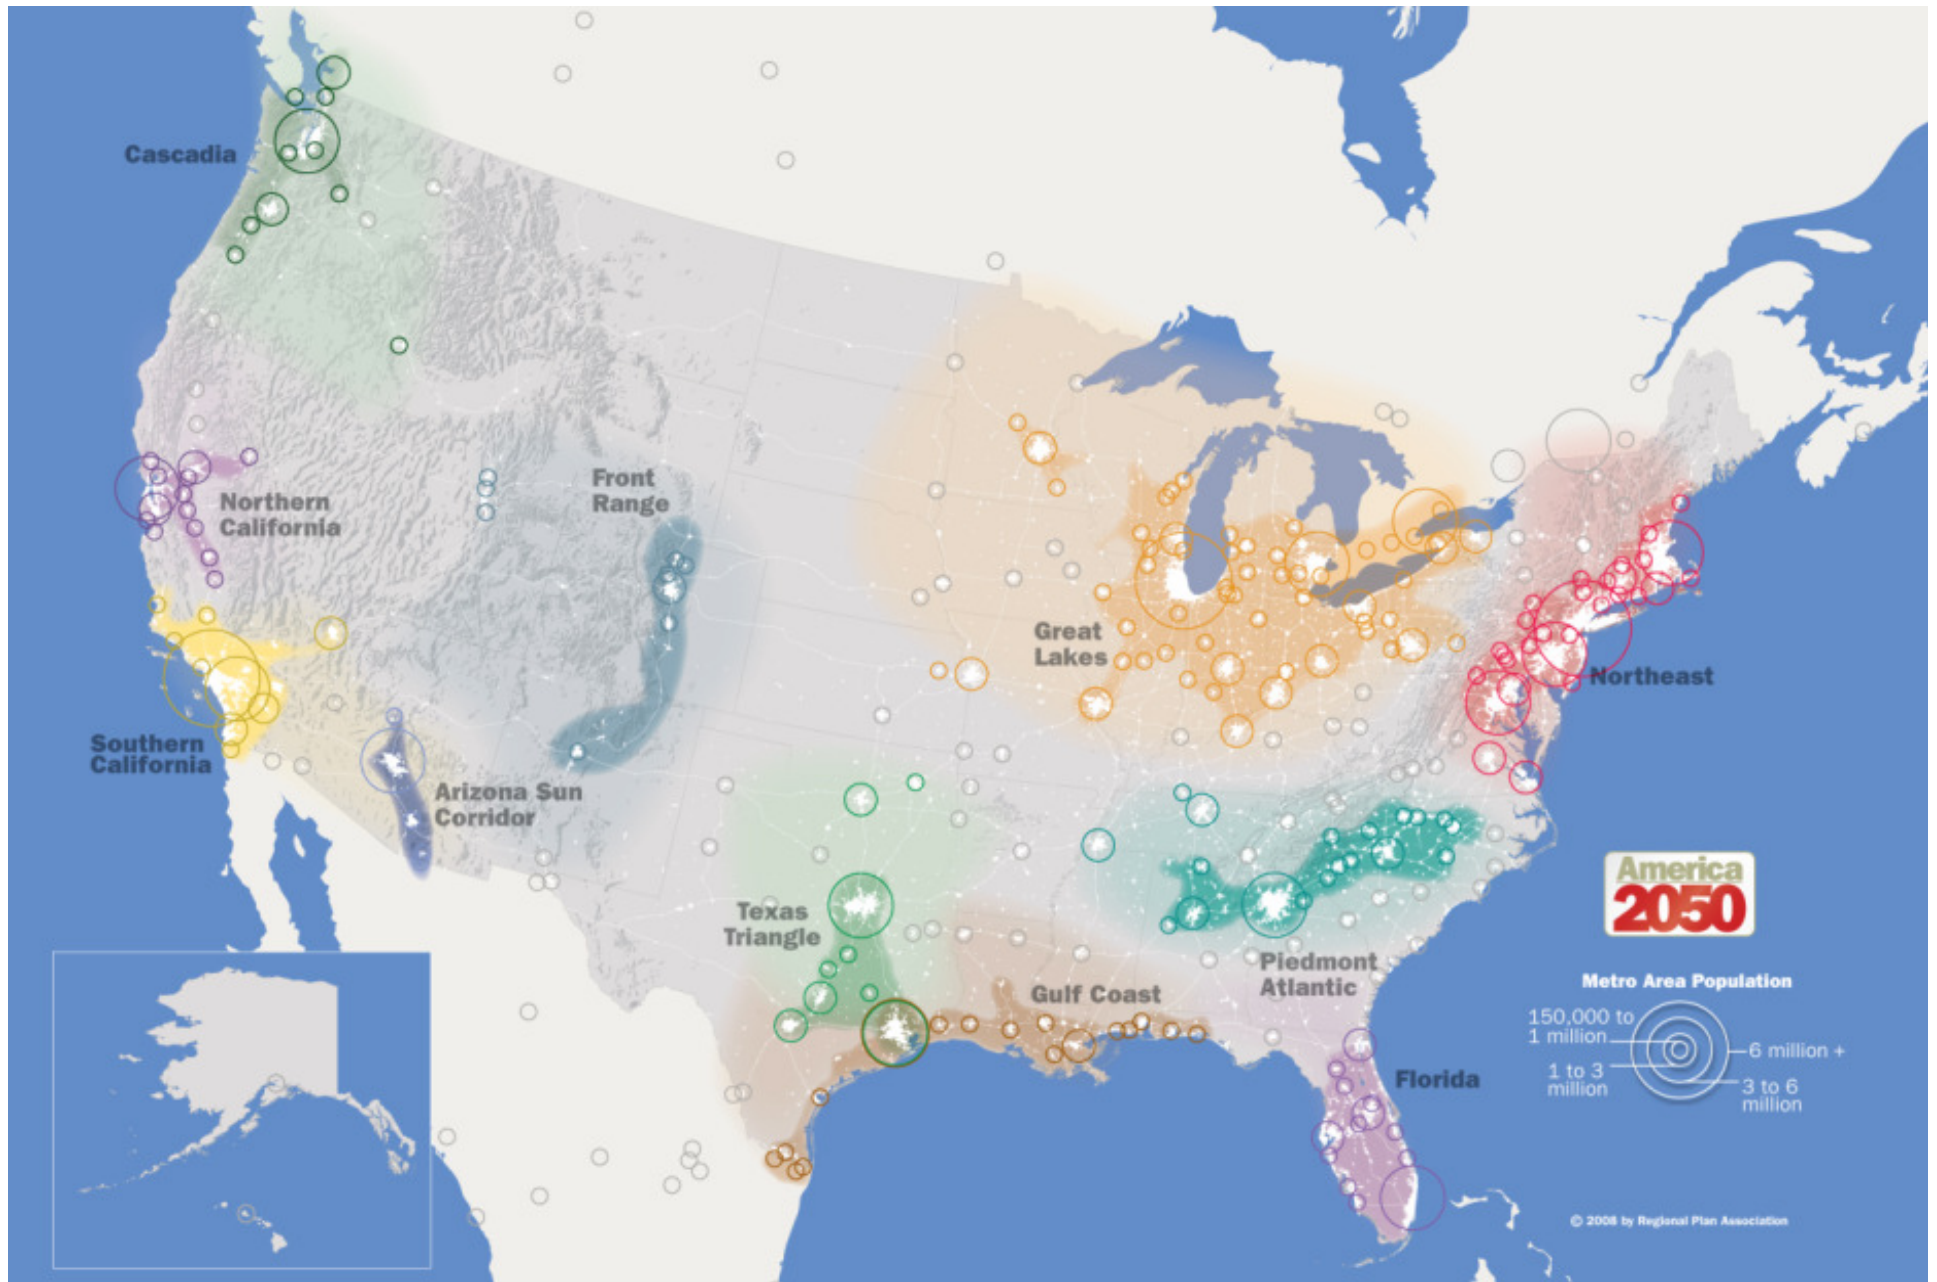 Cascadia
Northern
California
Southern
California
Arizona Sun
Corridor
Front
Range
Texas
Triangle
Great
Lakes
Gulf Coast
Piedmont
Atlantic
Northeast
Florida
America
2050
Metro Area Population
150,000 to
1 million
1 to 3
million
6 million +
3 to 6
million
© 2008 by Regional Plan Association